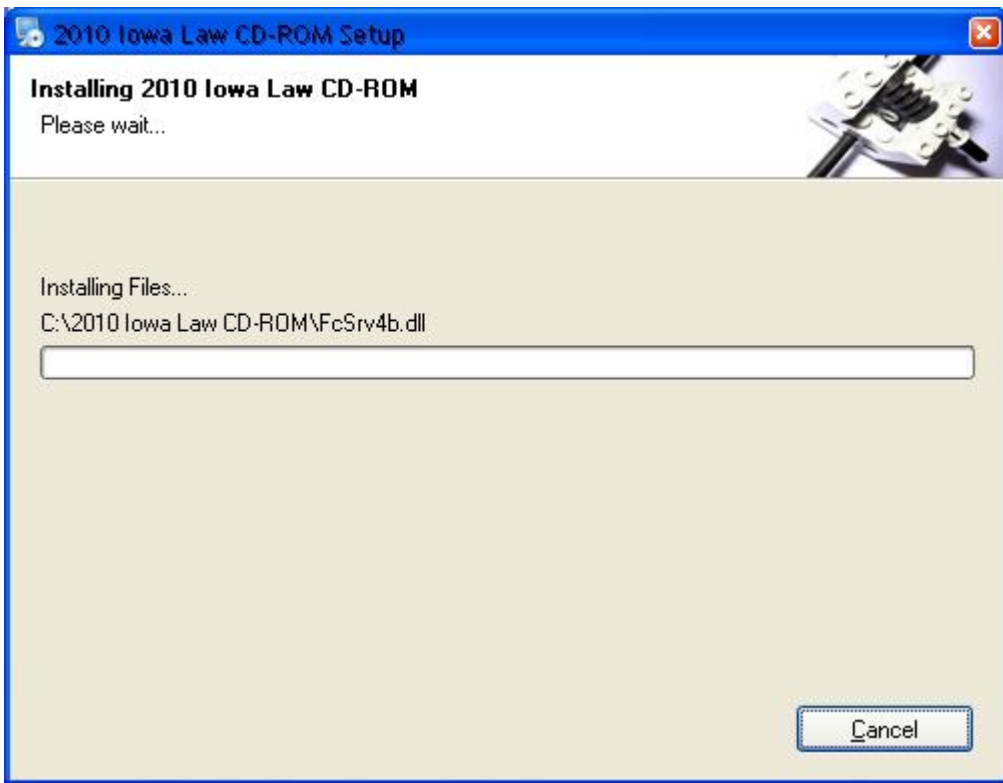 2010 Iowa Law CD-ROM Setup
Installing 2010 Iowa Law CD-ROM
Please wait...
Installing Files...
C:\2010 Iowa Law CD-ROM\FcSrv4b.dll
Cancel